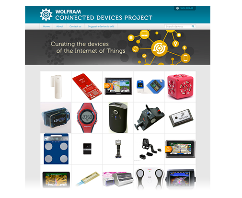 WOLFRAM
CONNECTED DEVICES PROJECT
Curating the devices
of the Internet of Things